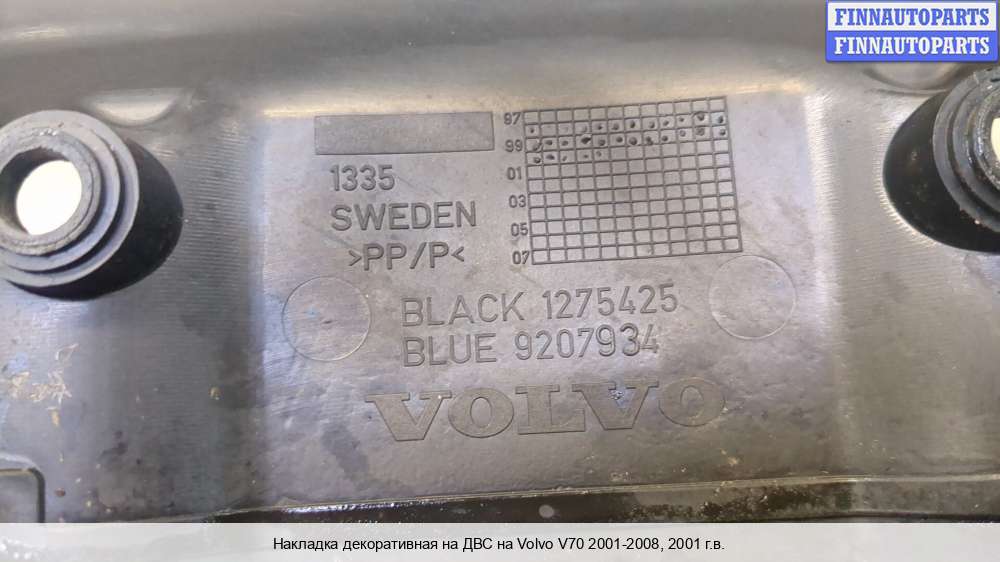 FINNAUTOPARTS
FINNAUTOPARTS
97
99
01
03
05
07
1335
SWEDEN
>PP/P<
BLACK 1275425
BLUE 9207934
VOLVO
Накладка декоративная на ДВС на Volvo V70 2001-2008, 2001 г.в.